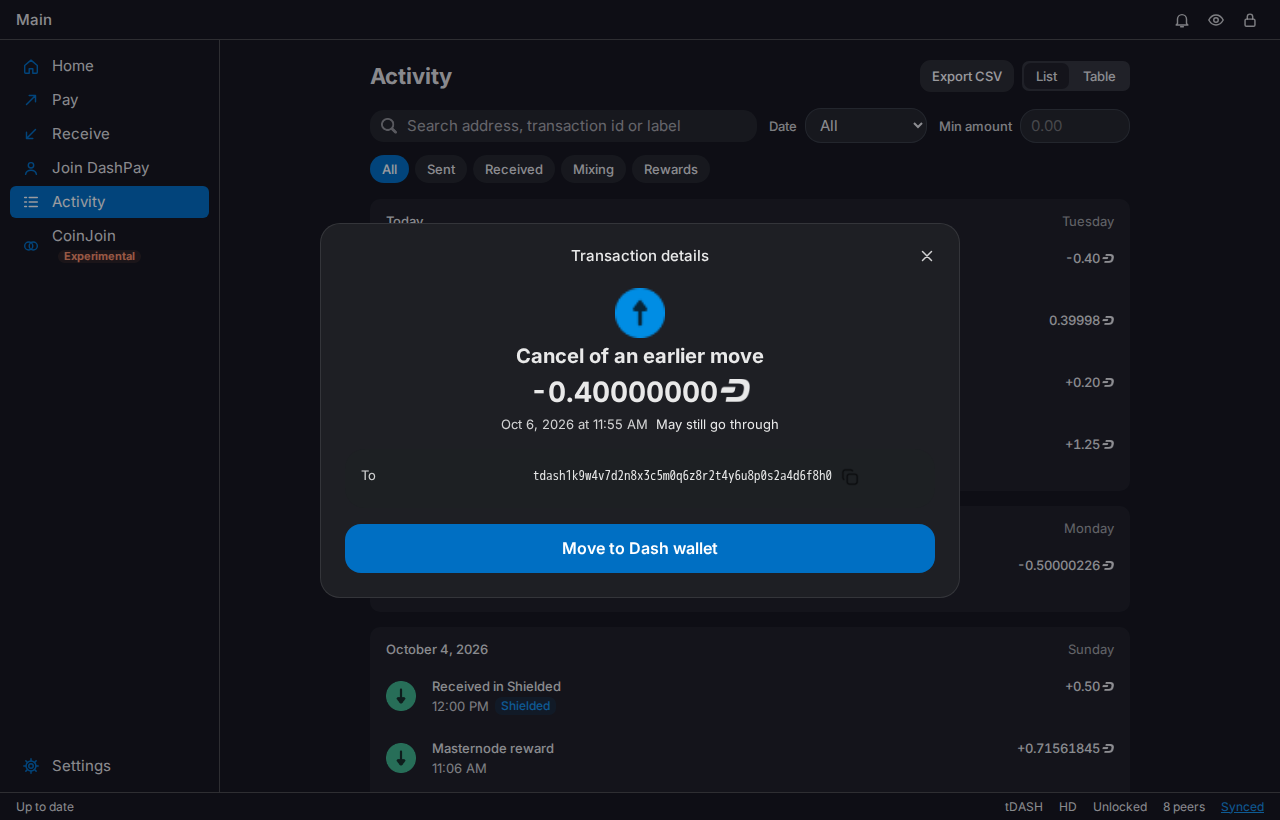 Main
Home
Pay
Receive
Join DashPay
Activity
CoinJoin
Experimental
Settings
Activity
Export CSV
List
Table
Search address, transaction id or label
Date
All
Min amount
0.00
All
Sent
Received
Mixing
Rewards
Today
Tuesday
-0.40
0.39998
+0.20
+1.25
Transaction details
Cancel of an earlier move
-0.40000000
Oct 6, 2026 at 11:55 AM May still go through
To
tdash1k9w4v7d2n8x3c5m0q6z8r2t4y6u8p0s2a4d6f8h0
Move to Dash wallet
Monday
-0.50000226
October 4, 2026
Sunday
Received in Shielded
+0.50
12:00 PM Shielded
Masternode reward
+0.71561845
11:06 AM
Up to date
tDASH
HD
Unlocked
8 peers
Synced